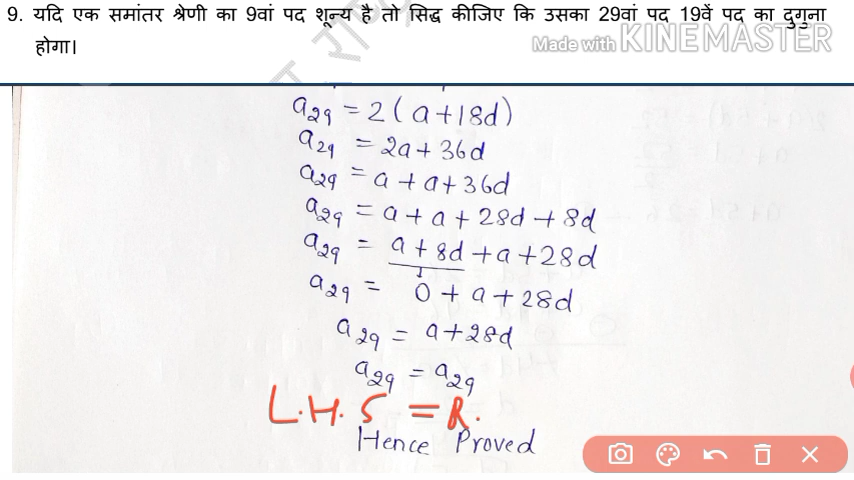 9. यदि एक समांतर श्रेणी का 9वां पद शून्य है तो सिद्ध कीजिए कि उसका 29वां पद 19वें पद का दुगुना
होगा।
Made with KINEMASTER
a29 = 2(a+18d)
a29 = 2a+36d
a29 = a+a+36d
a29 = a+a+28d+8d
a29 = a+8d+a+28d
a29 = 0+a+28d
a29 = a+28d
a29 = a29
L.H.S = R.
Hence Proved